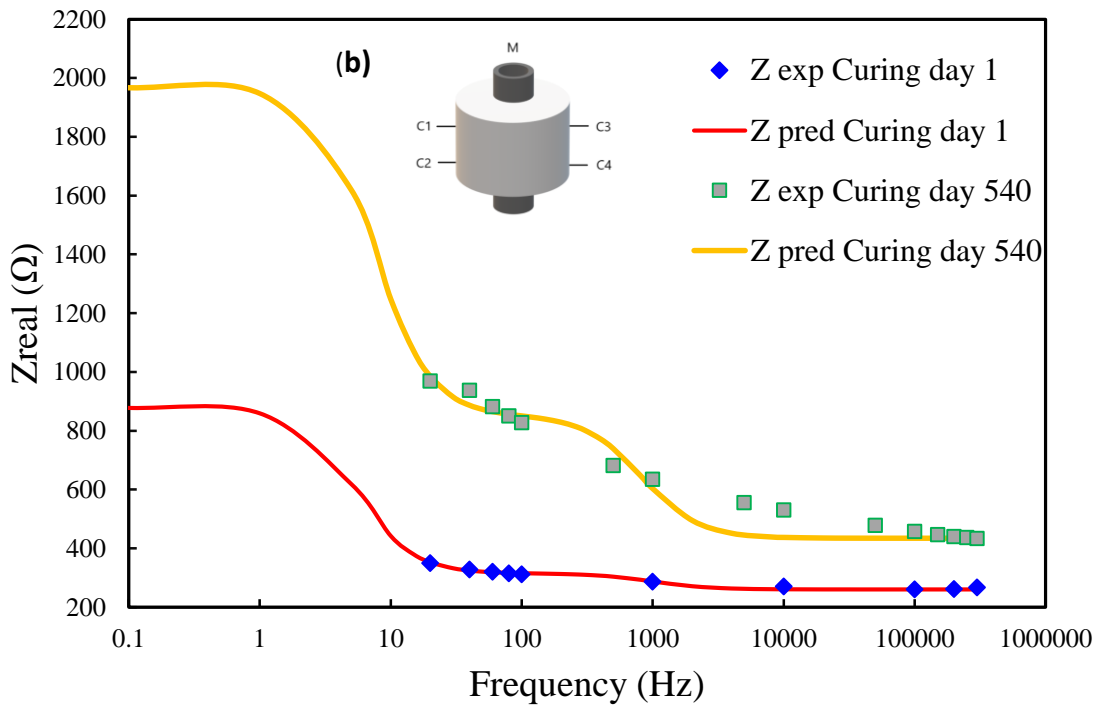 2200
2000
1800
1600
1400
1200
1000
800
600
400
200
Zreal (Ω)
0.1
1
10
100
1000
10000
100000
1000000
Frequency (Hz)
(b)
M
C1
C2
C3
C4
Z exp Curing day 1
Z pred Curing day 1
Z exp Curing day 540
Z pred Curing day 540